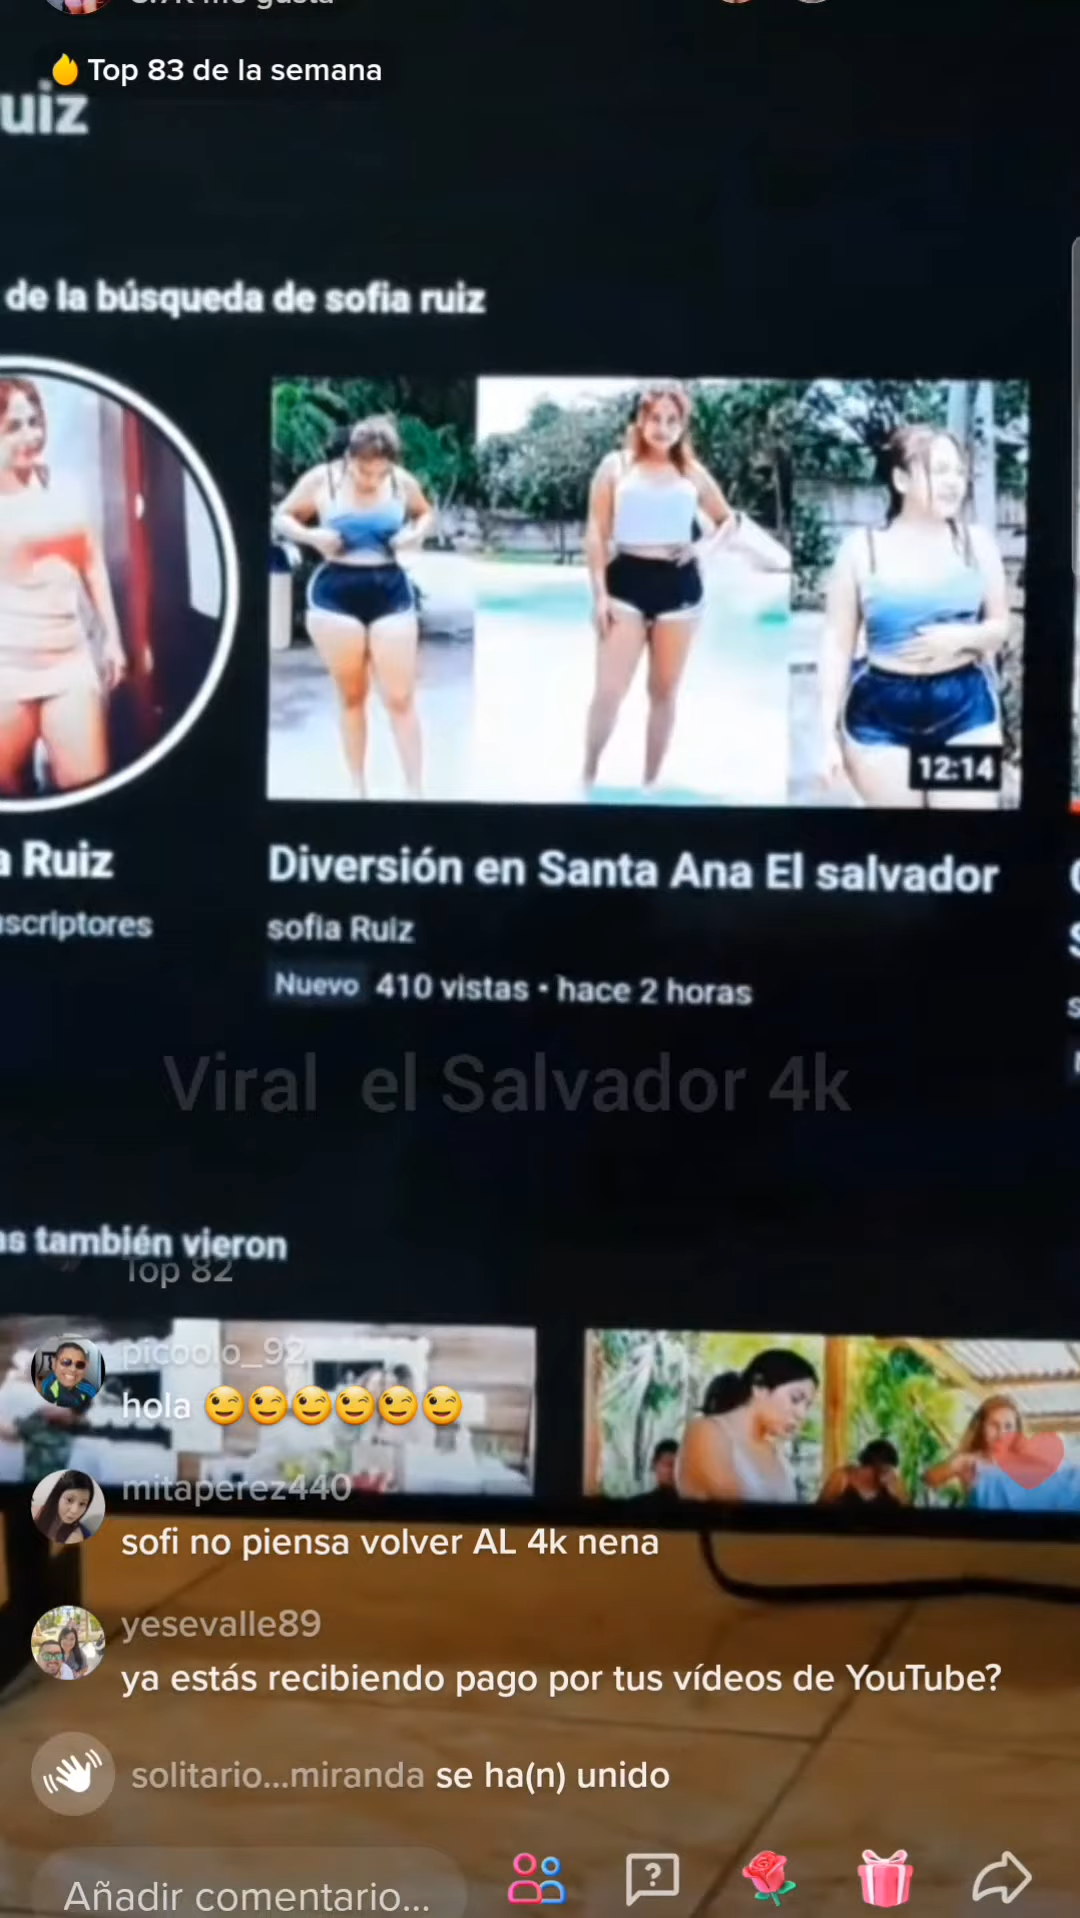 Top 83 de la semana
uiz
de la búsqueda de sofia ruiz
12:14
a Ruiz
Diversión en Santa Ana El salvador
uscriptores
sofia Ruiz
Nuevo 410 vistas • hace 2 horas
Viral el Salvador 4k
as también vieron
Top 82
picoolo_92
hola 😉😉😉😉😉😉
mitaperez440
sofi no piensa volver AL 4k nena
yesevalle89
ya estás recibiendo pago por tus vídeos de YouTube?
solitario...miranda se ha(n) unido
Añadir comentario...